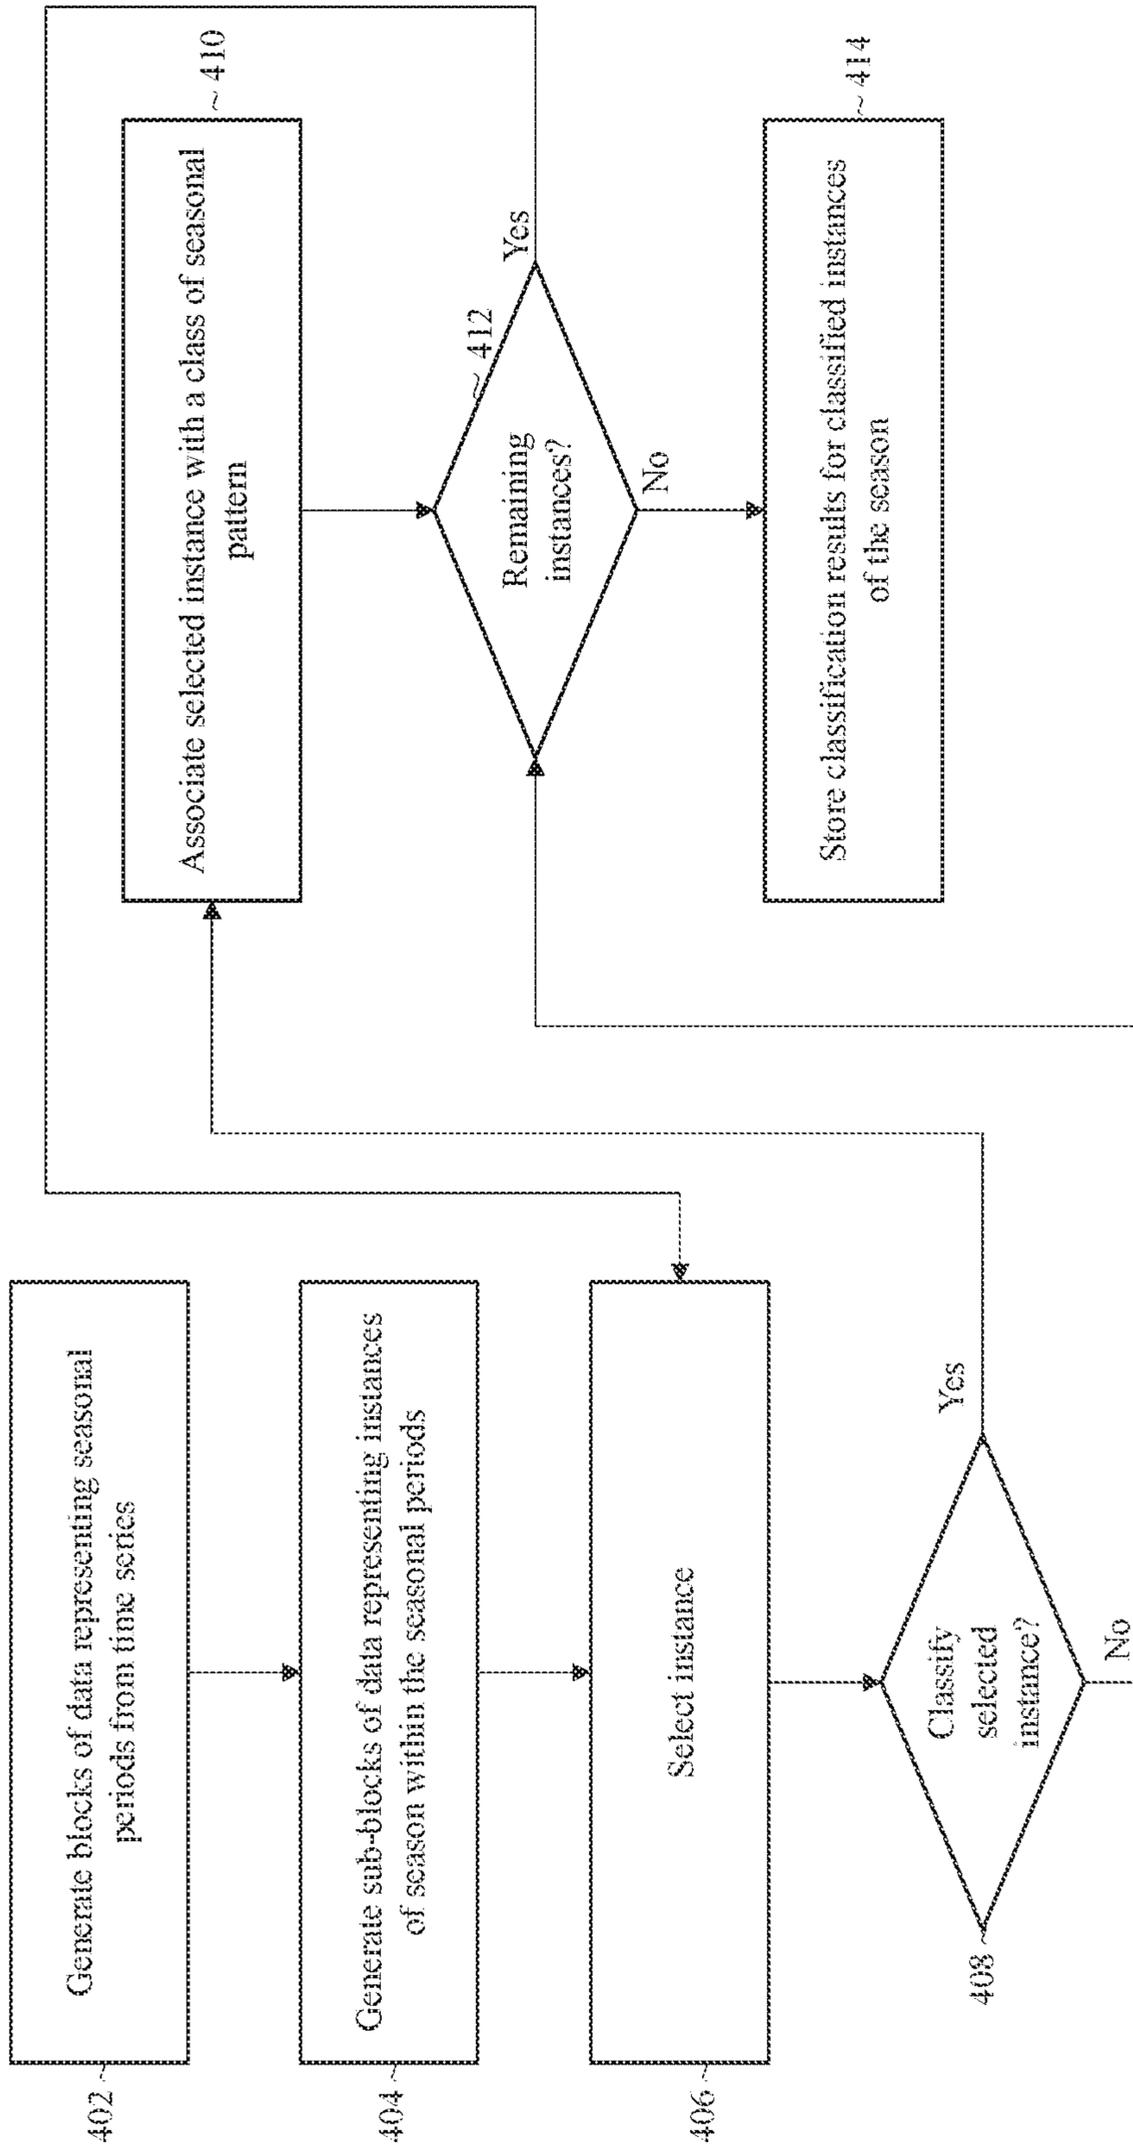 402
Generate blocks of data representing seasonal
periods from time series
404
Generate sub-blocks of data representing instances
of season within the seasonal periods
406
Select instance
408
Classify
selected
instance?
Yes
No
Associate selected instance with a class of seasonal
pattern
410
412
Remaining
instances?
Yes
No
Store classification results for classified instances
of the season
414